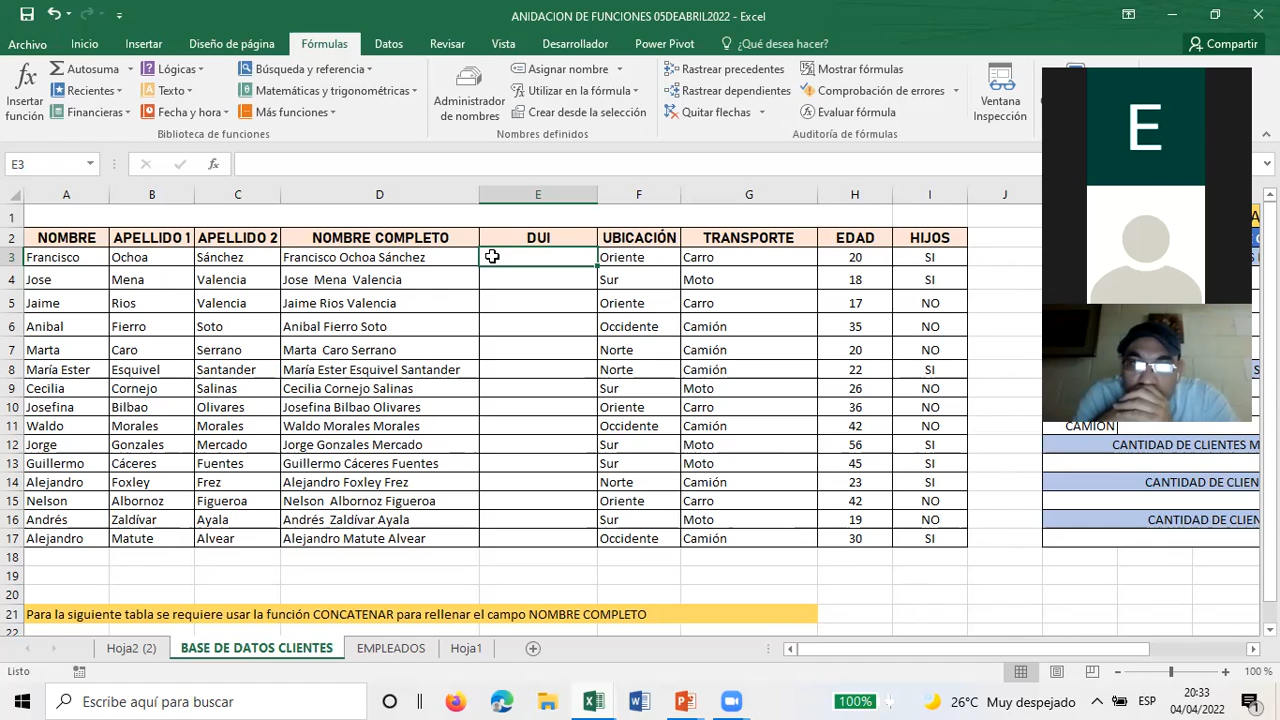 ANIDACION DE FUNCIONES 05DEABRIL2022 - Excel
Archivo Inicio Insertar Diseño de página Fórmulas Datos Revisar Vista Desarrollador Power Pivot ¿Qué desea hacer? Compartir
Insertar función
Autosuma
Recientes
Financieras
Lógicas
Texto
Fecha y hora
Búsqueda y referencia
Matemáticas y trigonométricas
Más funciones
Biblioteca de funciones
Administrador de nombres
Asignar nombre
Utilizar en la fórmula
Crear desde la selección
Nombres definidos
Rastrear precedentes
Rastrear dependientes
Quitar flechas
Mostrar fórmulas
Comprobación de errores
Evaluar fórmula
Auditoría de fórmulas
Ventana Inspección
E
E3 fx
A B C D E F G H I J
1
2 NOMBRE APELLIDO 1 APELLIDO 2 NOMBRE COMPLETO DUI UBICACIÓN TRANSPORTE EDAD HIJOS
3 Francisco Ochoa Sánchez Francisco Ochoa Sánchez Oriente Carro 20 SI
4 Jose Mena Valencia Jose Mena Valencia Sur Moto 18 SI
5 Jaime Rios Valencia Jaime Rios Valencia Oriente Carro 17 NO
6 Anibal Fierro Soto Anibal Fierro Soto Occidente Camión 35 NO
7 Marta Caro Serrano Marta Caro Serrano Norte Camión 20 NO
8 María Ester Esquivel Santander María Ester Esquivel Santander Norte Camión 22 SI
9 Cecilia Cornejo Salinas Cecilia Cornejo Salinas Sur Moto 26 NO
10 Josefina Bilbao Olivares Josefina Bilbao Olivares Oriente Carro 36 NO
11 Waldo Morales Morales Waldo Morales Morales Occidente Camión 42 NO CAMION
12 Jorge Gonzales Mercado Jorge Gonzales Mercado Sur Moto 56 SI CANTIDAD DE CLIENTES M
13 Guillermo Cáceres Fuentes Guillermo Cáceres Fuentes Sur Moto 45 SI
14 Alejandro Foxley Frez Alejandro Foxley Frez Norte Camión 23 SI CANTIDAD DE CLIEN
15 Nelson Albornoz Figueroa Nelson Albornoz Figueroa Oriente Carro 42 NO
16 Andrés Zaldívar Ayala Andrés Zaldívar Ayala Sur Moto 19 NO CANTIDAD DE CLIEN
17 Alejandro Matute Alvear Alejandro Matute Alvear Occidente Camión 30 SI
18
19
20
21 Para la siguiente tabla se requiere usar la función CONCATENAR para rellenar el campo NOMBRE COMPLETO
22
Hoja2 (2) BASE DE DATOS CLIENTES EMPLEADOS Hoja1
Listo 100 %
Escribe aquí para buscar 100% 26°C Muy despejado ESP 20:33
04/04/2022